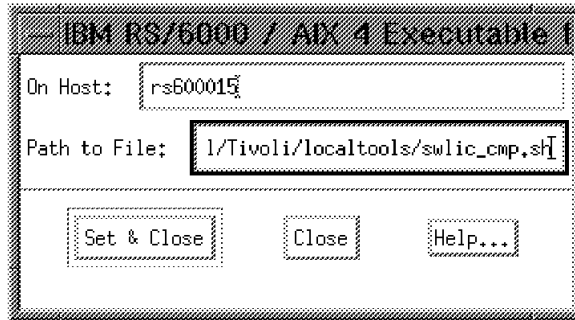 IBM RS/6000 / AIX 4 Executable f
On Host: rs600015
Path to File: l/Tivoli/localtools/swlic_cmp.sh
Set & Close Close Help...